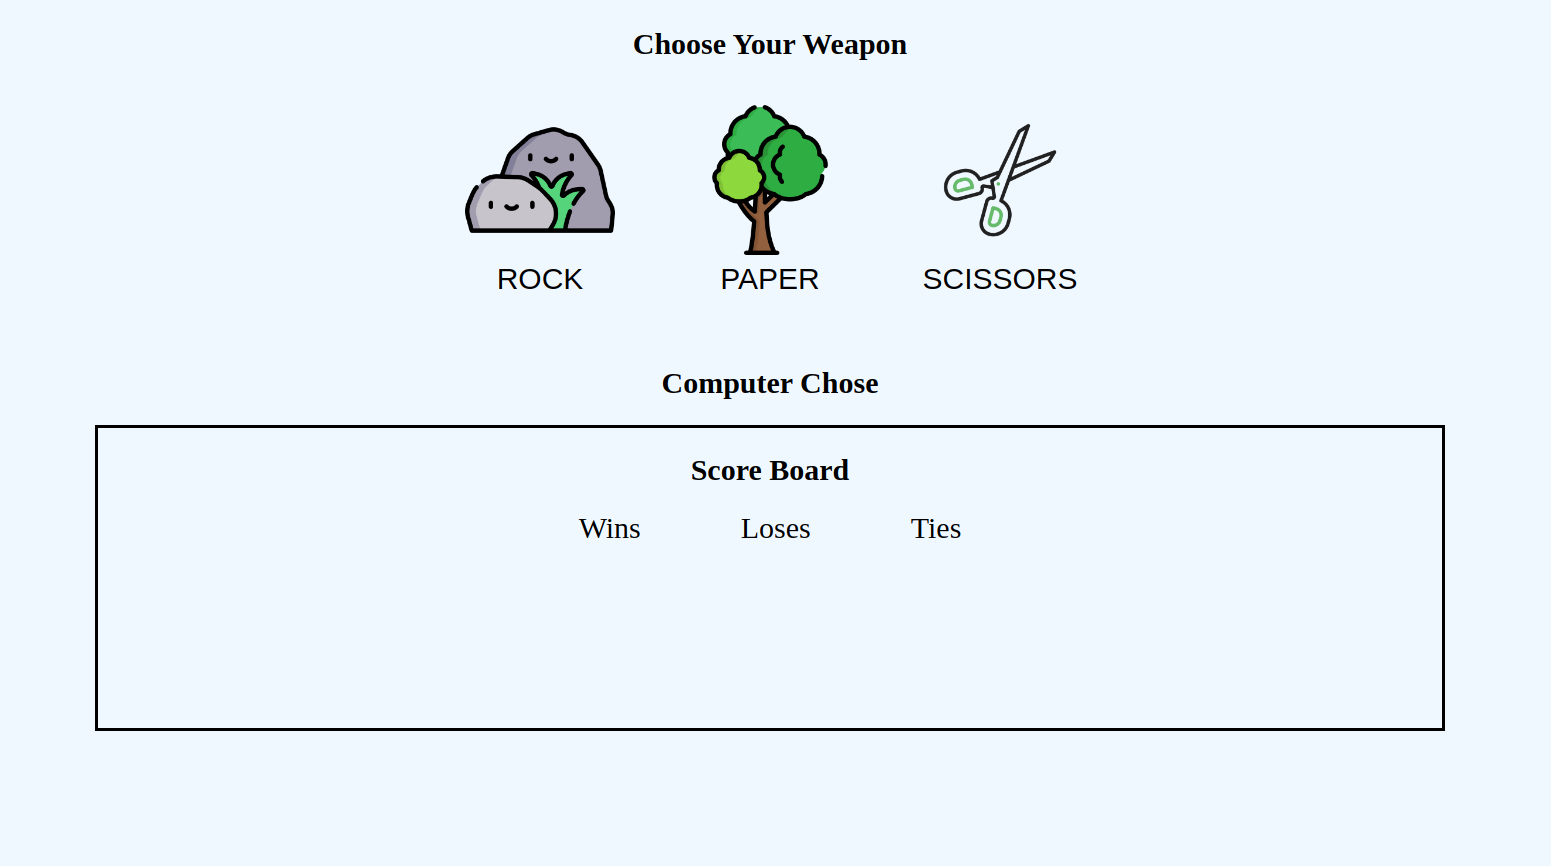 Choose Your Weapon
ROCK PAPER SCISSORS
Computer Chose
Score Board
Wins Loses Ties